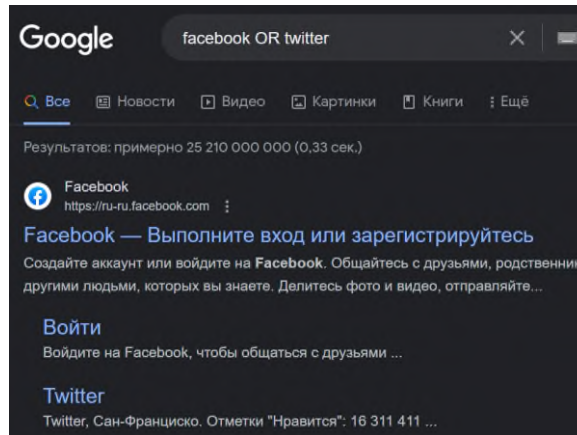 Google facebook OR twitter
Все Новости Видео Картинки Книги Ещё
Результатов: примерно 25 210 000 000 (0,33 сек.)
Facebook
https://ru-ru.facebook.com
Facebook — Выполните вход или зарегистрируйтесь
Создайте аккаунт или войдите на Facebook. Общайтесь с друзьями, родственни
другими людьми, которых вы знаете. Делитесь фото и видео, отправляйте...
Войти
Войдите на Facebook, чтобы общаться с друзьями ...
Twitter
Twitter, Сан-Франциско. Отметки "Нравится": 16 311 411 ...